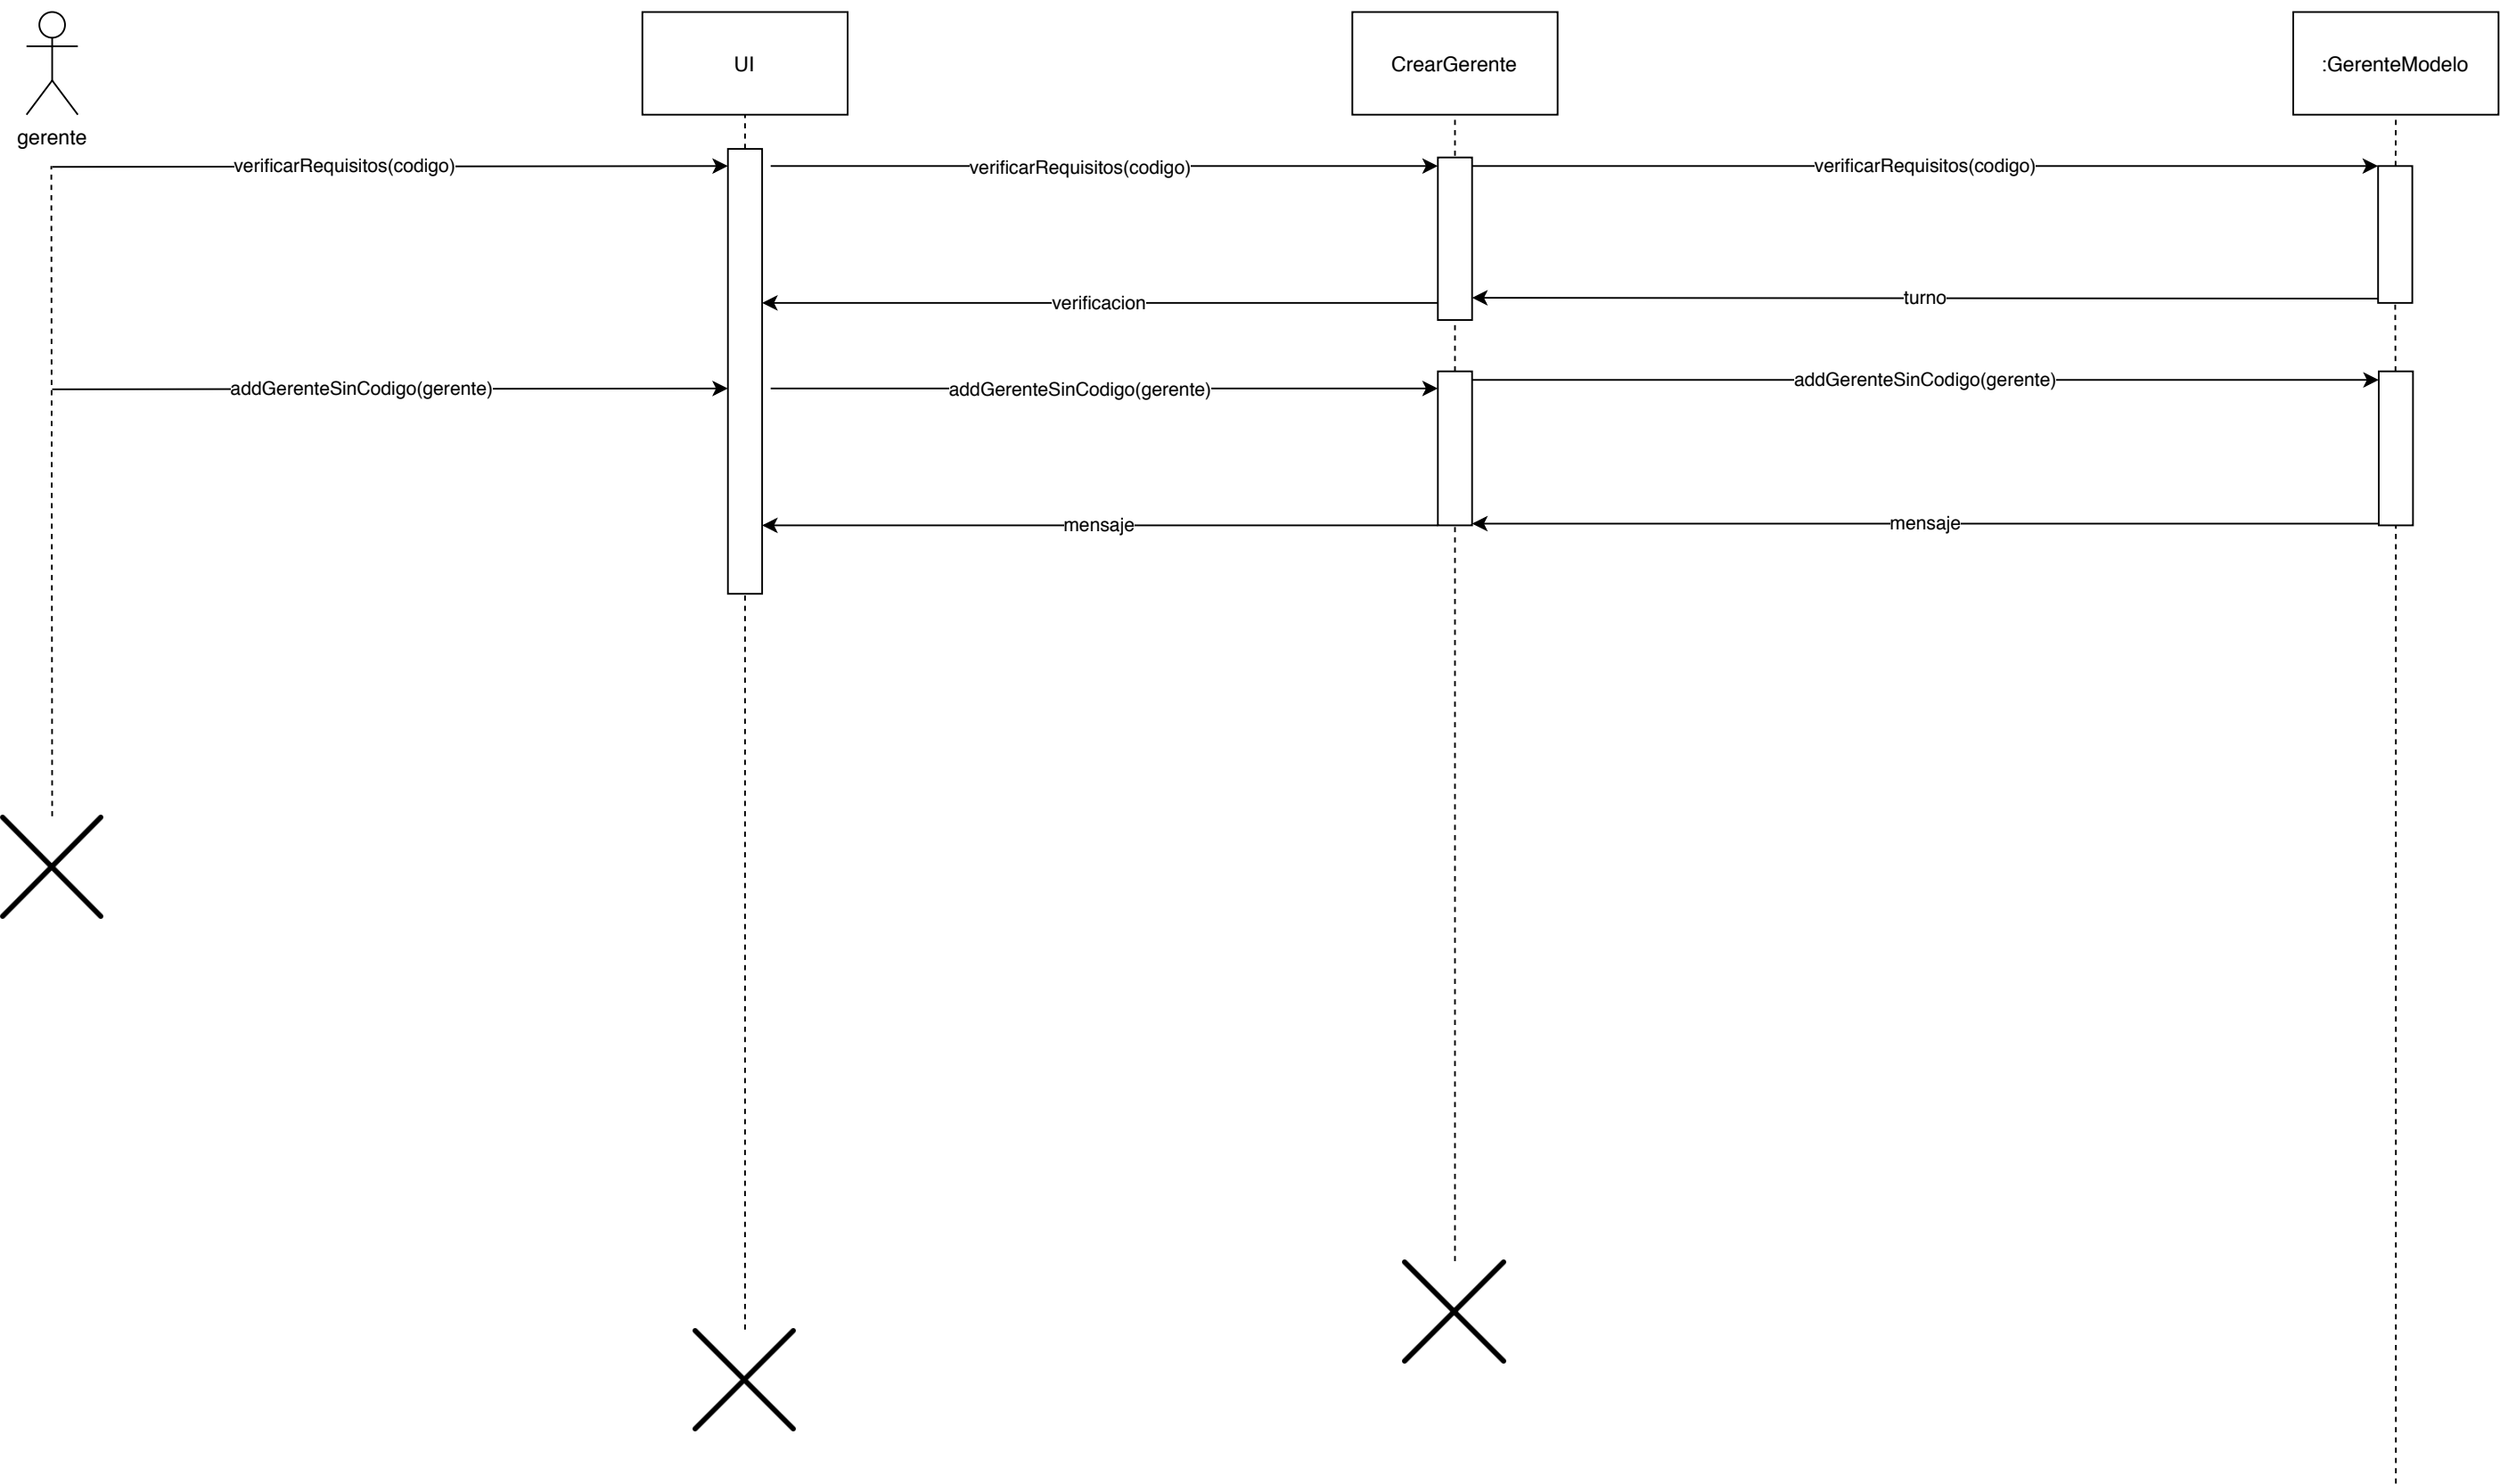 UI
CrearGerente
:GerenteModelo
gerente
verificarRequisitos(codigo)
verificarRequisitos(codigo)
verificarRequisitos(codigo)
verificacion
turno
addGerenteSinCodigo(gerente)
addGerenteSinCodigo(gerente)
addGerenteSinCodigo(gerente)
mensaje
mensaje